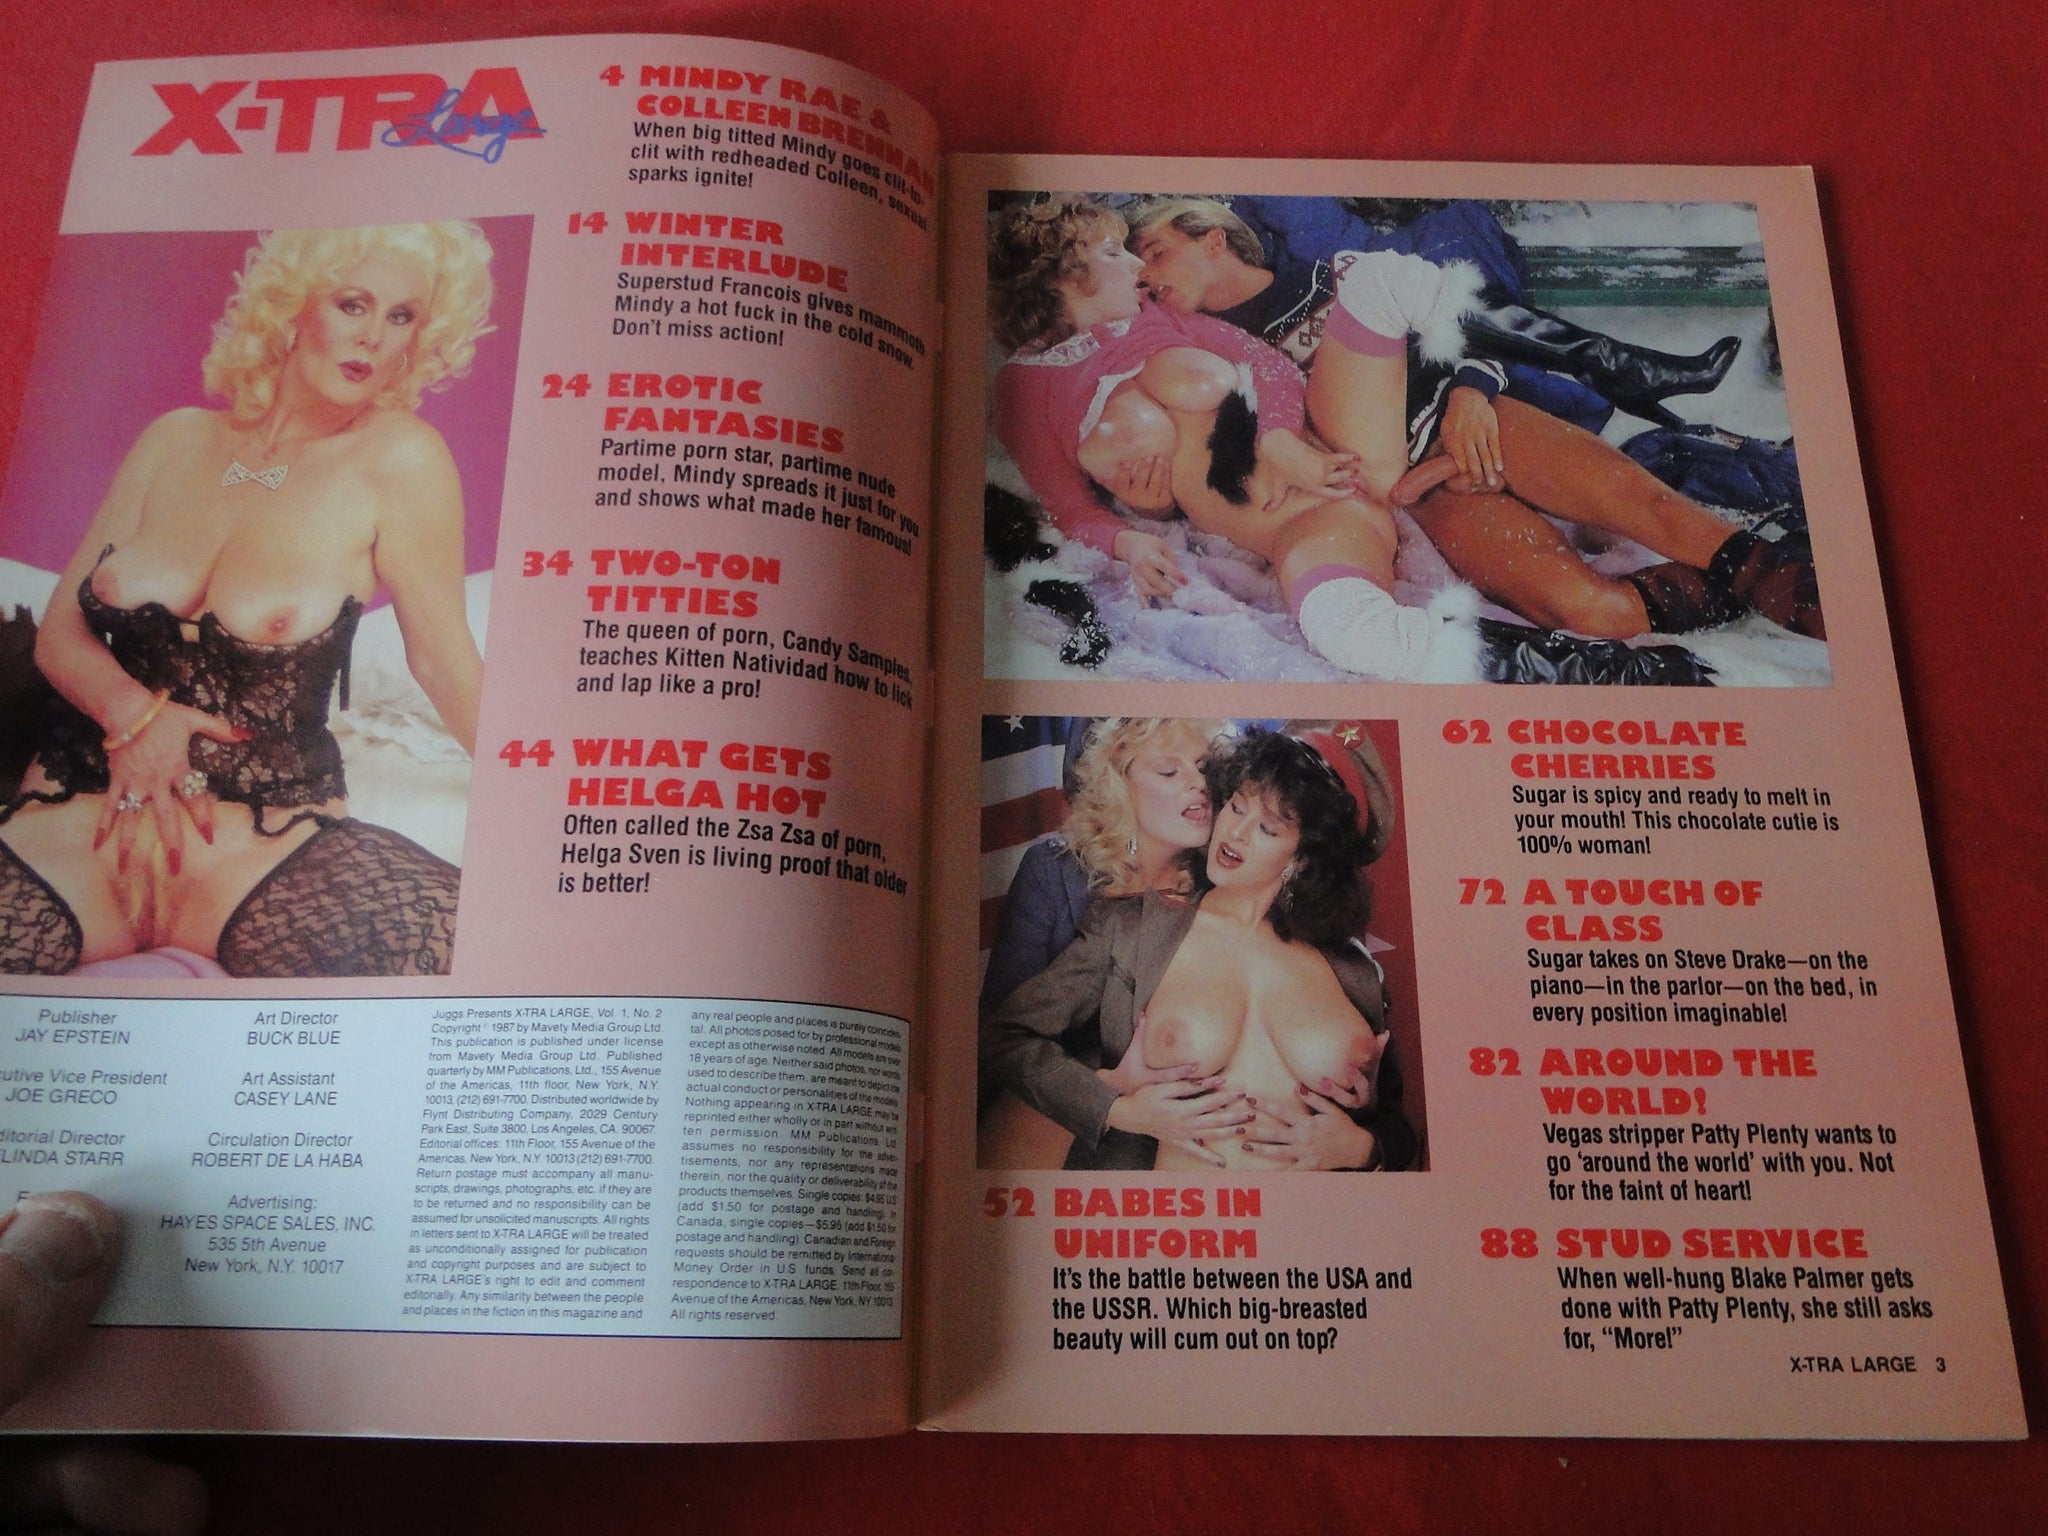 X-TRA
Large
4 MINDY RAE &
COLLEEN BRENNAN
When big titted Mindy goes clit-to-
clit with redheaded Colleen, sexual
sparks ignite!
14 WINTER
INTERLUDE
Superstud Francois gives mammoth
Mindy a hot fuck in the cold snow.
Don't miss action!
24 EROTIC
FANTASIES
Partime porn star, partime nude
model, Mindy spreads it just for you
and shows what made her famous!
34 TWO-TON
TITTIES
The queen of porn, Candy Samples,
teaches Kitten Natividad how to lick
and lap like a pro!
44 WHAT GETS
HELGA HOT
Often called the Zsa Zsa of porn,
Helga Sven is living proof that older
is better!
Publisher
JAY EPSTEIN
cutive Vice President
JOE GRECO
ditorial Director
LINDA STARR
Art Director
BUCK BLUE
Art Assistant
CASEY LANE
Circulation Director
ROBERT DE LA HABA
Advertising:
HAYES SPACE SALES, INC.
535 5th Avenue
New York, N.Y. 10017
Juggs Presents X-TRA LARGE, Vol. 1, No. 2
Copyright © 1987 by Mavety Media Group Ltd.
This publication is published under license
from Mavety Media Group Ltd. Published
quarterly by MM Publications, Ltd., 155 Avenue
of the Americas, 11th floor, New York, N.Y.
10013, (212) 691-7700. Distributed worldwide by
Flynt Distributing Company, 2029 Century
Park East, Suite 3800, Los Angeles, CA. 90067.
Editorial offices: 11th Floor, 155 Avenue of the
Americas, New York, N.Y. 10013 (212) 691-7700.
Return postage must accompany all manu-
scripts, drawings, photographs, etc. if they are
to be returned and no responsibility can be
assumed for unsolicited manuscripts. All rights
in letters sent to X-TRA LARGE will be treated
as unconditionally assigned for publication
and copyright purposes and are subject to
X-TRA LARGE's right to edit and comment
editorially. Any similarity between the people
and places in the fiction in this magazine and
any real people and places is purely coinciden-
tal. All photos posed for by professional models
except as otherwise noted. All models are over
18 years of age. Neither said photos, nor words
used to describe them, are meant to depict the
actual conduct or personalities of the models.
Nothing appearing in X-TRA LARGE may be
reprinted either wholly or in part without writ-
ten permission. MM Publications, Ltd.
assumes no responsibility for the adver-
tisements, nor any representations made
therein, nor the quality or deliverability of the
products themselves. Single copies: $4.95 US
(add $1.50 for postage and handling). In
Canada, single copies—$5.95 (add $1.50 for
postage and handling). Canadian and Foreign
requests should be remitted by International
Money Order in U.S. funds. Send all cor-
respondence to X-TRA LARGE, 11th Floor, 155
Avenue of the Americas, New York, NY 10013.
All rights reserved.
52 BABES IN
UNIFORM
It's the battle between the USA and
the USSR. Which big-breasted
beauty will cum out on top?
62 CHOCOLATE
CHERRIES
Sugar is spicy and ready to melt in
your mouth! This chocolate cutie is
100% woman!
72 A TOUCH OF
CLASS
Sugar takes on Steve Drake—on the
piano—in the parlor—on the bed, in
every position imaginable!
82 AROUND THE
WORLD!
Vegas stripper Patty Plenty wants to
go 'around the world' with you. Not
for the faint of heart!
88 STUD SERVICE
When well-hung Blake Palmer gets
done with Patty Plenty, she still asks
for, "More!"
X-TRA LARGE 3